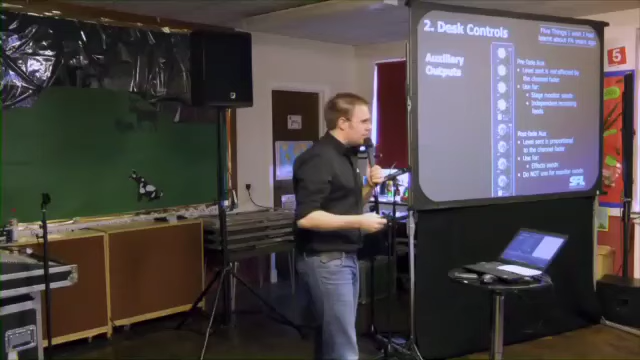 2. Desk Controls
Five Things I wish I had
learnt about PA years ago
Auxiliary
Outputs
Pre-fade Aux
• Level sent is not affected by
the channel fader
• Use for:
• Stage monitor sends
• Independent recording
feeds
Post-fade Aux
• Level sent is proportional
to the channel fader
• Use for:
• Effects sends
• Do NOT use for monitor sends
SPL
5